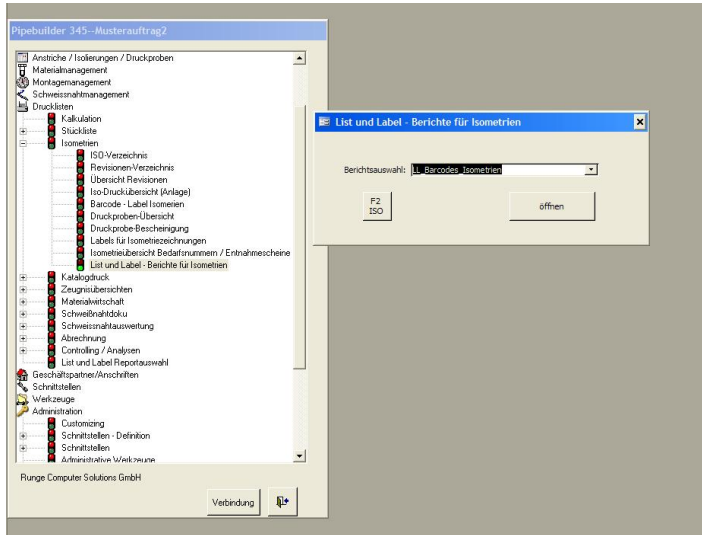 Pipebuilder 345--Musterauftrag2
Anstriche / Isolierungen / Druckproben
Materialmanagement
Montagemanagement
Schweissnahtmanagement
Drucklisten
Kalkulation
Stückliste
Isometrien
ISO-Verzeichnis
Revisionen-Verzeichnis
Übersicht Revisionen
Iso-Druckübersicht (Anlage)
Barcode - Label Isomerien
Druckproben-Übersicht
Druckprobe-Bescheinigung
Labels für Isometriezeichnungen
Isometrieübersicht Bedarfsnummern / Entnahmescheine
List und Label - Berichte für Isometrien
Katalogdruck
Zeugnisübersichten
Materialwirtschaft
Schweißnahtdoku
Schweissnahtauswertung
Abrechnung
Controlling / Analysen
List und Label Reportauswahl
Geschäftspartner/Anschriften
Schnittstellen
Werkzeuge
Administration
Customizing
Schnittstellen - Definition
Schnittstellen
Administrative Werkzeuge
Runge Computer Solutions GmbH
Verbindung
List und Label - Berichte für Isometrien
Berichtsauswahl: LL_Barcodes_Isometrien
F2
ISO
öffnen